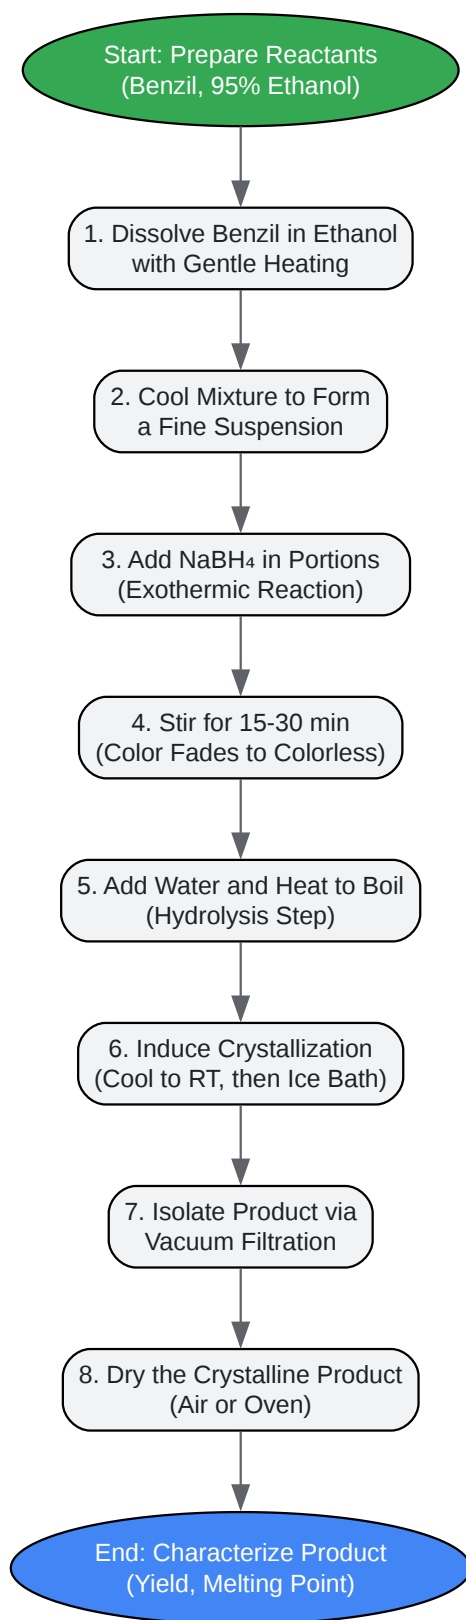 Start: Prepare Reactants
(Benzil, 95% Ethanol)
1. Dissolve Benzil in Ethanol
with Gentle Heating
2. Cool Mixture to Form
a Fine Suspension
3. Add NaBH₄ in Portions
(Exothermic Reaction)
4. Stir for 15-30 min
(Color Fades to Colorless)
5. Add Water and Heat to Boil
(Hydrolysis Step)
6. Induce Crystallization
(Cool to RT, then Ice Bath)
7. Isolate Product via
Vacuum Filtration
8. Dry the Crystalline Product
(Air or Oven)
End: Characterize Product
(Yield, Melting Point)